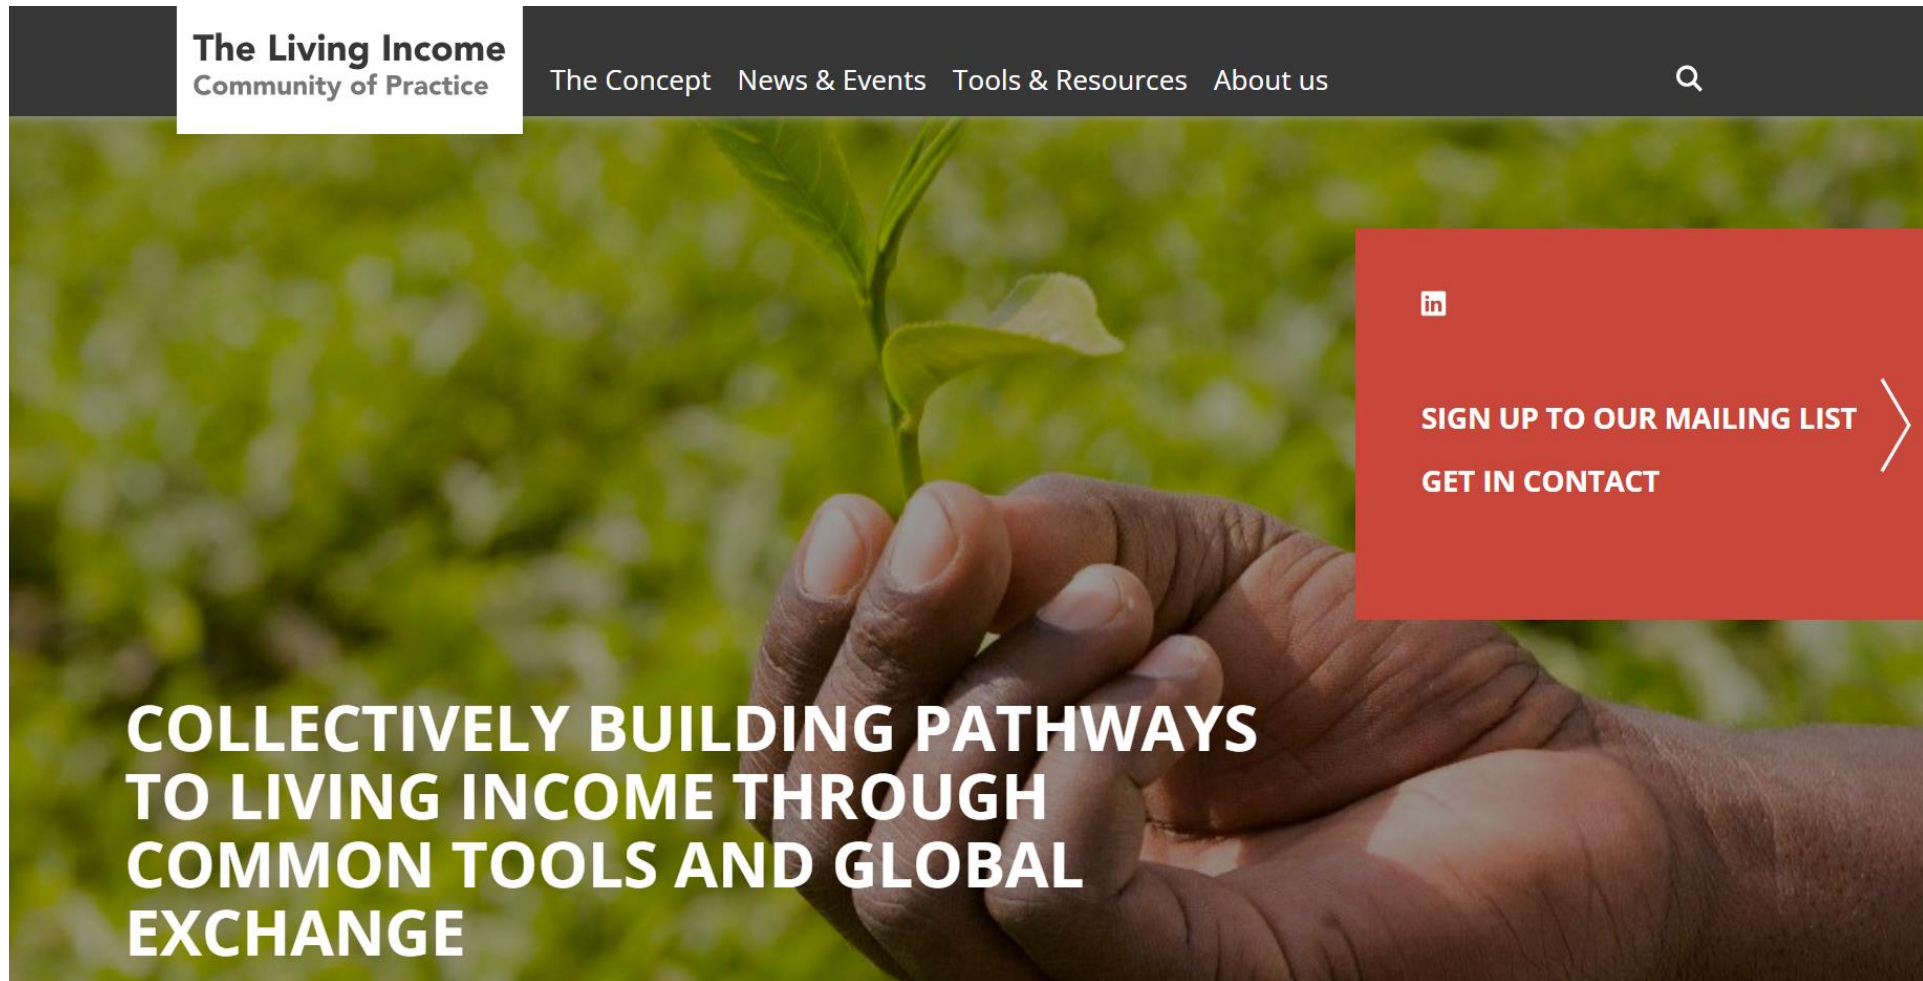 The Living Income
Community of Practice
The Concept News & Events Tools & Resources About us
in
SIGN UP TO OUR MAILING LIST
GET IN CONTACT
COLLECTIVELY BUILDING PATHWAYS
TO LIVING INCOME THROUGH
COMMON TOOLS AND GLOBAL
EXCHANGE